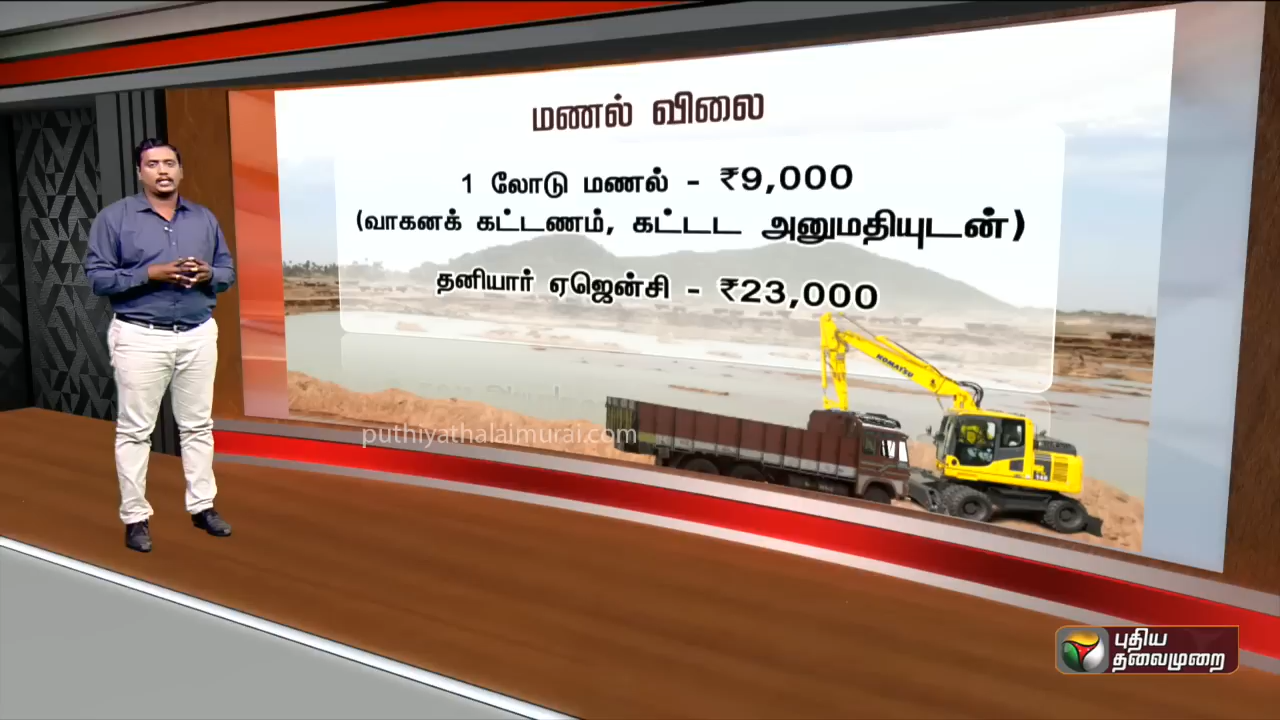 மணல் விலை
1 லோடு மணல் - ₹9,000
(வாகனக் கட்டணம், கட்டட அனுமதியுடன்)
தனியார் ஏஜென்சி - ₹23,000
KOMATSU
puthiyathalaimurai.com
புதிய
தலைமுறை